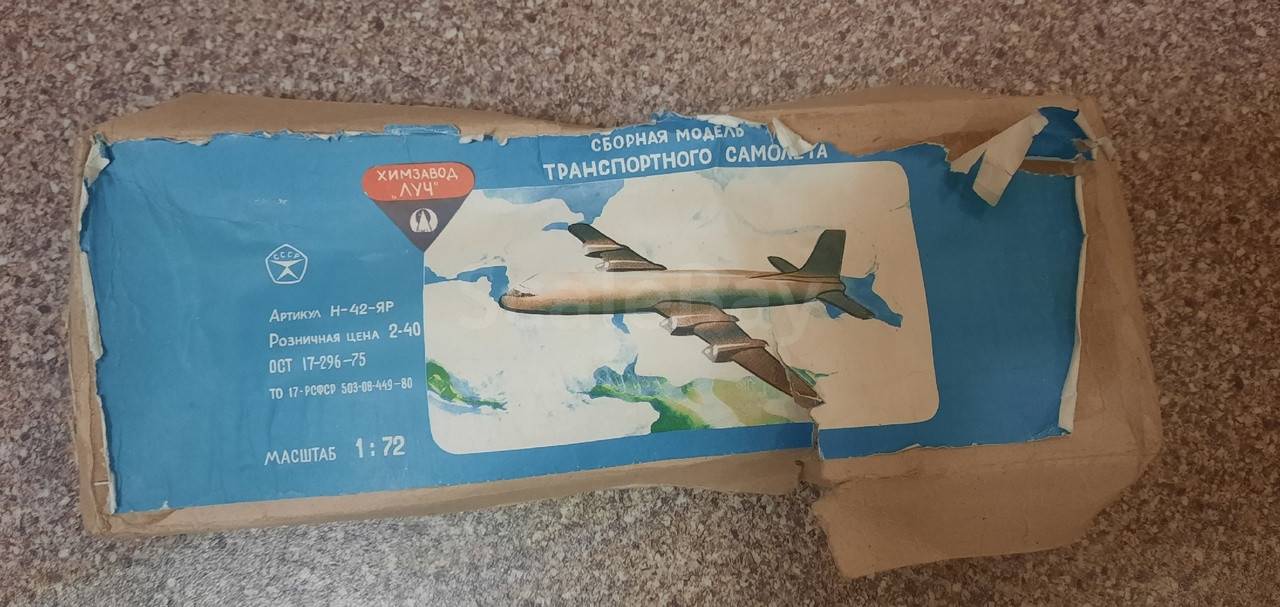 СБОРНАЯ МОДЕЛЬ
ТРАНСПОРТНОГО САМОЛЕТА
ХИМЗАВОД
"ЛУЧ"
СССР
АРТИКУЛ Н-42-ЯР
РОЗНИЧНАЯ ЦЕНА 2-40
ОСТ 17-296-75
ТО 17-РСФСР 503-08-449-80
МАСШТАБ 1:72